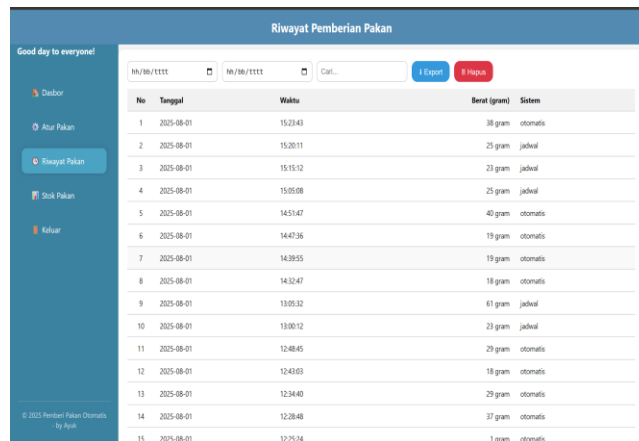 Riwayat Pemberian Pakan
Good day to everyone!
Dasbor
Atur Pakan
Riwayat Pakan
Stok Pakan
Keluar
© 2025 Pemberi Pakan Otomatis
- by Ayuk
hh/bb/tttt hh/bb/tttt Cari... Export Hapus
No Tanggal Waktu Berat (gram) Sistem
1 2025-08-01 15:23:43 38 gram otomatis
2 2025-08-01 15:20:11 25 gram jadwal
3 2025-08-01 15:15:12 23 gram jadwal
4 2025-08-01 15:05:08 25 gram jadwal
5 2025-08-01 14:51:47 40 gram otomatis
6 2025-08-01 14:47:36 19 gram otomatis
7 2025-08-01 14:39:55 19 gram otomatis
8 2025-08-01 14:32:47 18 gram otomatis
9 2025-08-01 13:05:32 61 gram jadwal
10 2025-08-01 13:00:12 23 gram jadwal
11 2025-08-01 12:48:45 29 gram otomatis
12 2025-08-01 12:43:03 18 gram otomatis
13 2025-08-01 12:34:40 29 gram otomatis
14 2025-08-01 12:28:48 37 gram otomatis
15 2025-08-01 12:25:24 1 gram otomatis